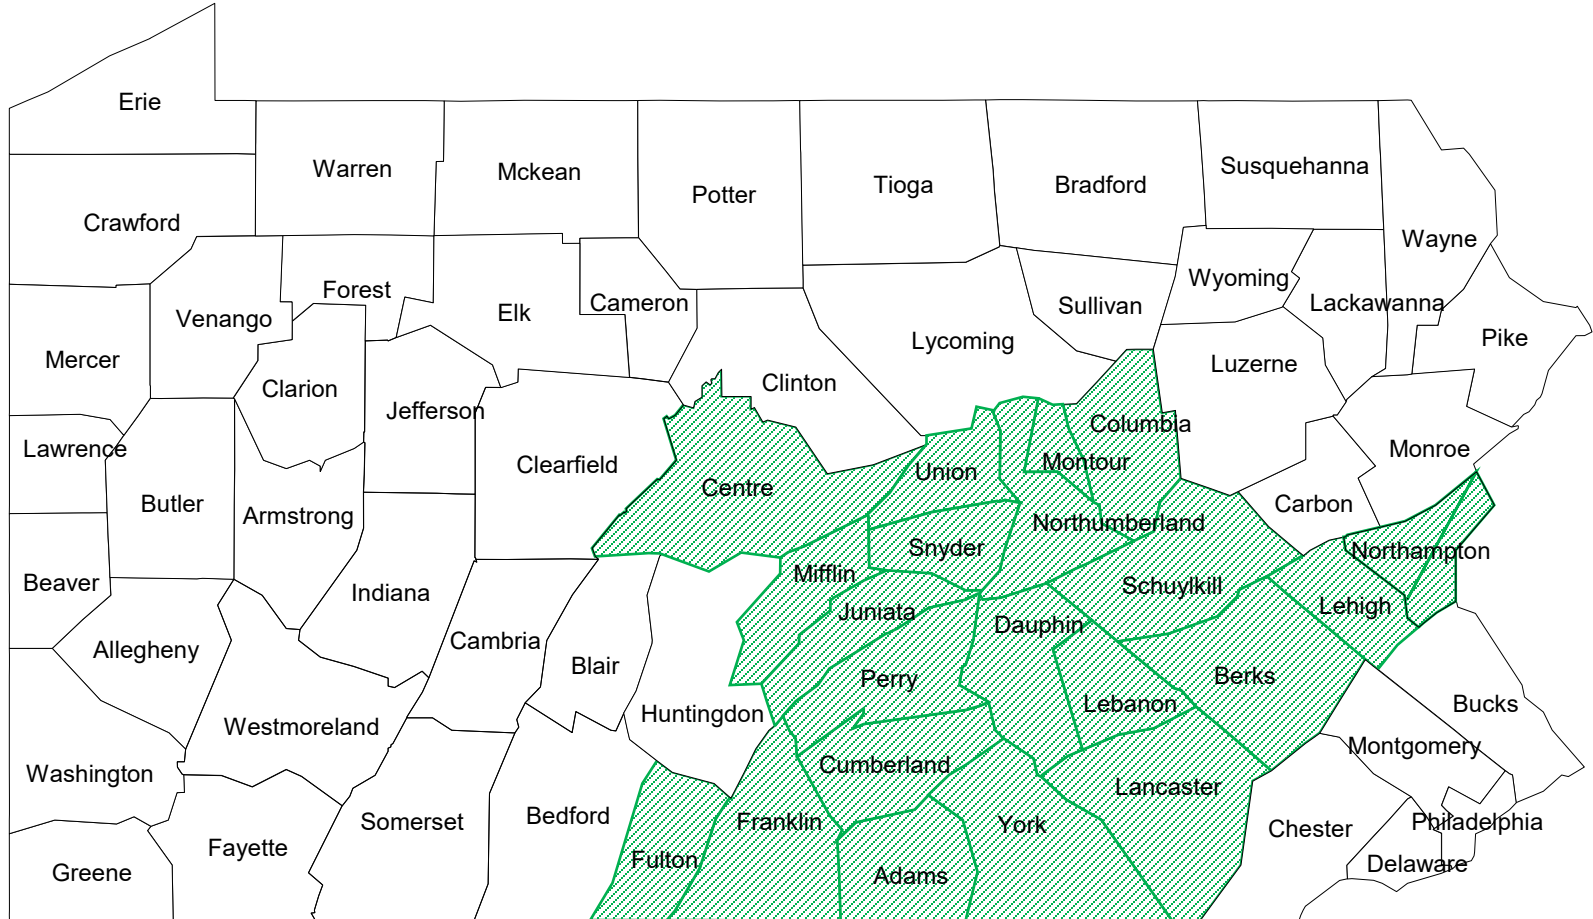 Erie
Warren
Mckean
Potter
Tioga
Bradford
Susquehanna
Crawford
Wayne
Forest
Venango
Elk
Cameron
Wyoming
Sullivan
Lackawanna
Mercer
Clarion
Jefferson
Clinton
Lycoming
Luzerne
Pike
Lawrence
Columbia
Monroe
Clearfield
Centre
Union
Montour
Butler
Armstrong
Carbon
Northumberland
Snyder
Northampton
Beaver
Indiana
Mifflin
Juniata
Schuylkill
Lehigh
Allegheny
Cambria
Blair
Dauphin
Perry
Berks
Lebanon
Bucks
Westmoreland
Huntingdon
Montgomery
Washington
Cumberland
Lancaster
Bedford
Somerset
Franklin
York
Chester
Philadelphia
Greene
Fayette
Fulton
Adams
Delaware